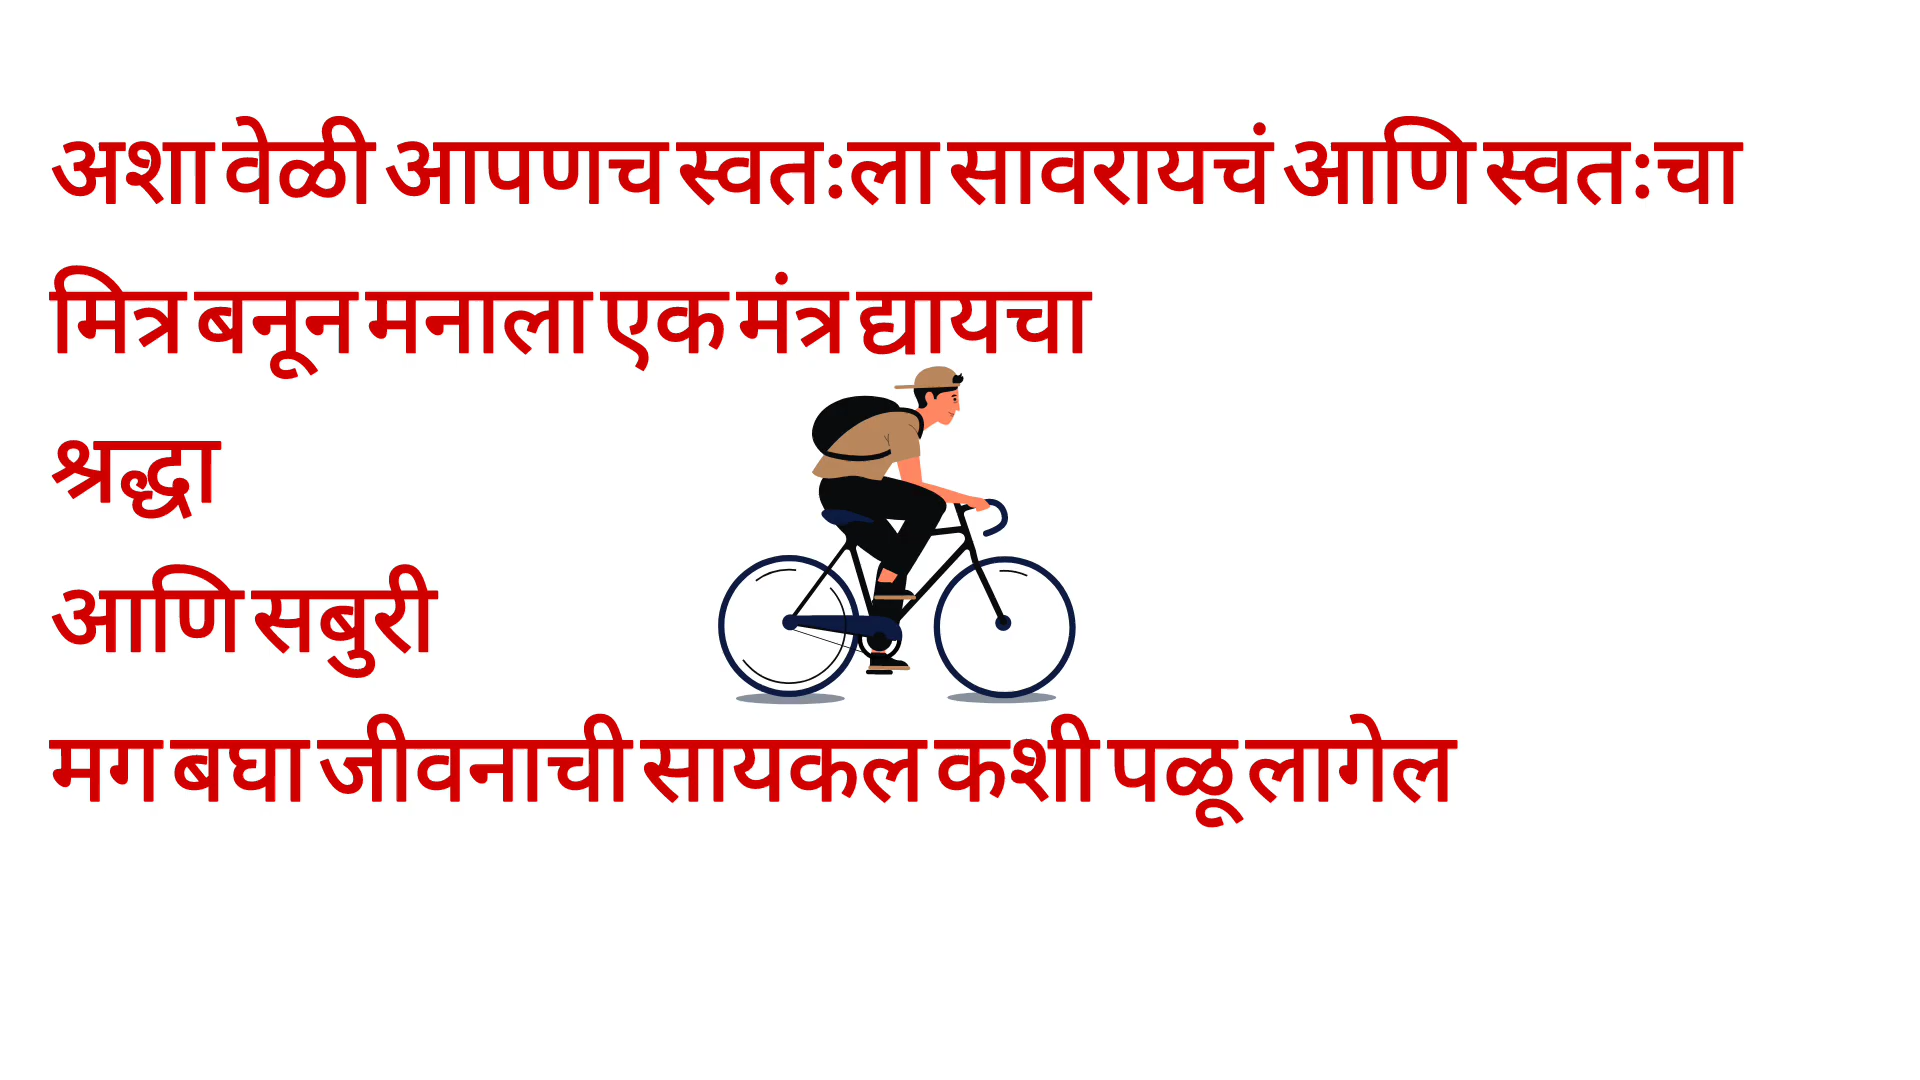 अशा वेळी आपणच स्वतःला सावरायचं आणि स्वतःचा
मित्र बनून मनाला एक मंत्र द्यायचा
श्रद्धा
आणि सबुरी
मग बघा जीवनाची सायकल कशी पळू लागेल